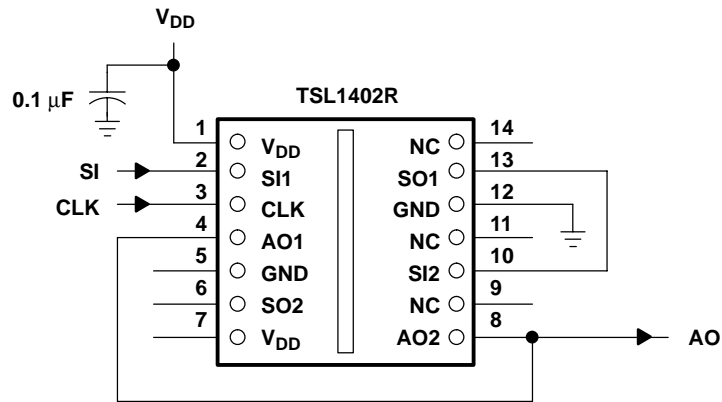 VDD
0.1 μF
TSL1402R
1 VDD NC 14
SI 2 SI1 SO1 13
CLK 3 CLK GND 12
4 AO1 NC 11
5 GND SI2 10
6 SO2 NC 9
7 VDD AO2 8 AO